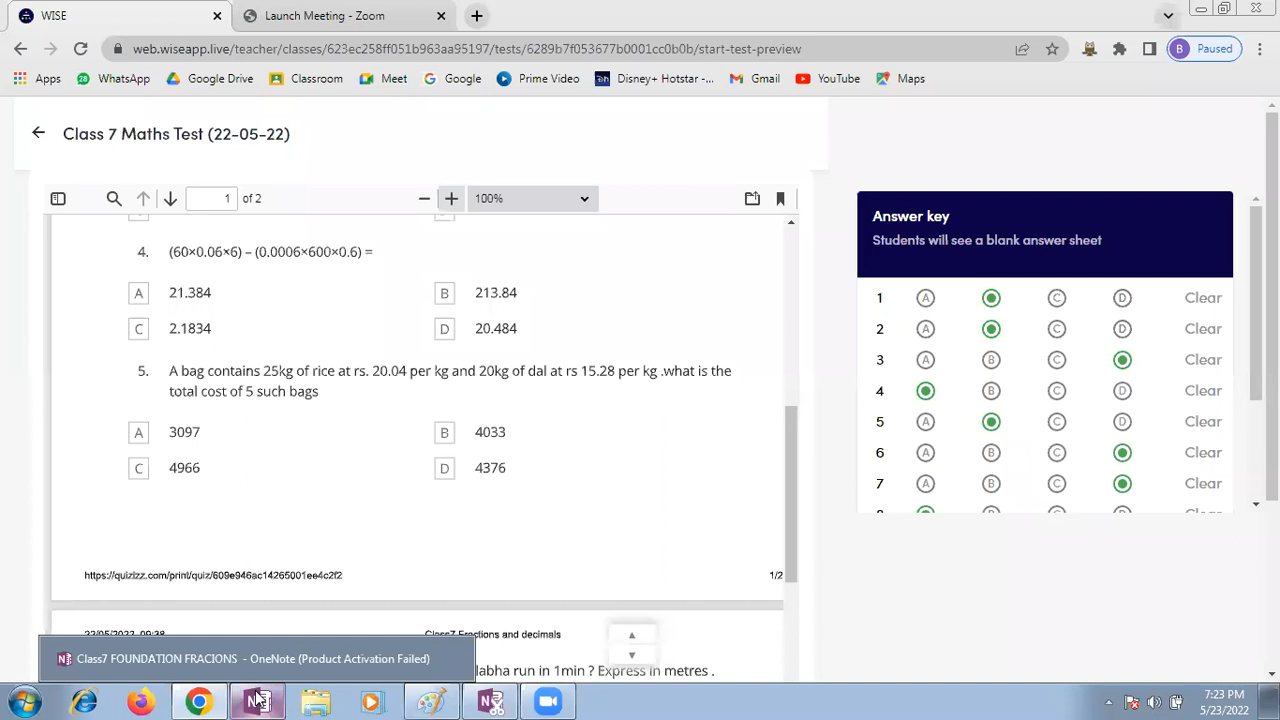 WISE
Launch Meeting - Zoom
web.wiseapp.live/teacher/classes/623ec258ff051b963aa95197/tests/6289b7f053677b0001cc0b0b/start-test-preview
B Paused
Apps
28 WhatsApp
Google Drive
Classroom
Meet
Google
Prime Video
Disney+ Hotstar -...
Gmail
YouTube
Maps
Class 7 Maths Test (22-05-22)
1 of 2
100%
4. (60×0.06×6) – (0.0006×600×0.6) =
A 21.384
B 213.84
C 2.1834
D 20.484
5. A bag contains 25kg of rice at rs. 20.04 per kg and 20kg of dal at rs 15.28 per kg .what is the
total cost of 5 such bags
A 3097
B 4033
C 4966
D 4376
https://quizizz.com/print/quiz/609e946ac14265001ee4c2f2
1/2
22/05/2022, 09:38
Class7 Fractions and decimals
labha run in 1min ? Express in metres .
Answer key
Students will see a blank answer sheet
1 A C D Clear
2 A C D Clear
3 A B C Clear
4 B C D Clear
5 A C D Clear
6 A B C Clear
7 A B C Clear
Class7 FOUNDATION FRACIONS - OneNote (Product Activation Failed)
7:23 PM
5/23/2022